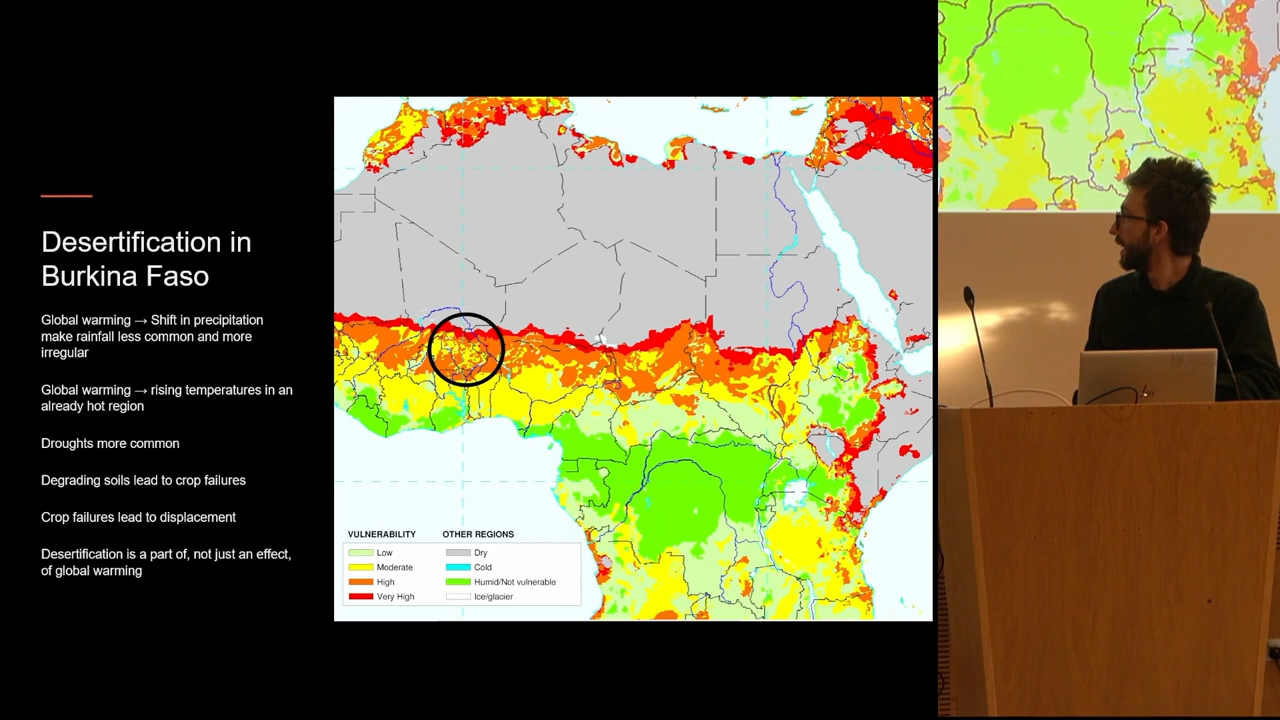 Desertification in
Burkina Faso
Global warming → Shift in precipitation
make rainfall less common and more
irregular
Global warming → rising temperatures in an
already hot region
Droughts more common
Degrading soils lead to crop failures
Crop failures lead to displacement
Desertification is a part of, not just an effect,
of global warming
VULNERABILITY
Low
Moderate
High
Very High
OTHER REGIONS
Dry
Cold
Humid/Not vulnerable
Ice/glacier